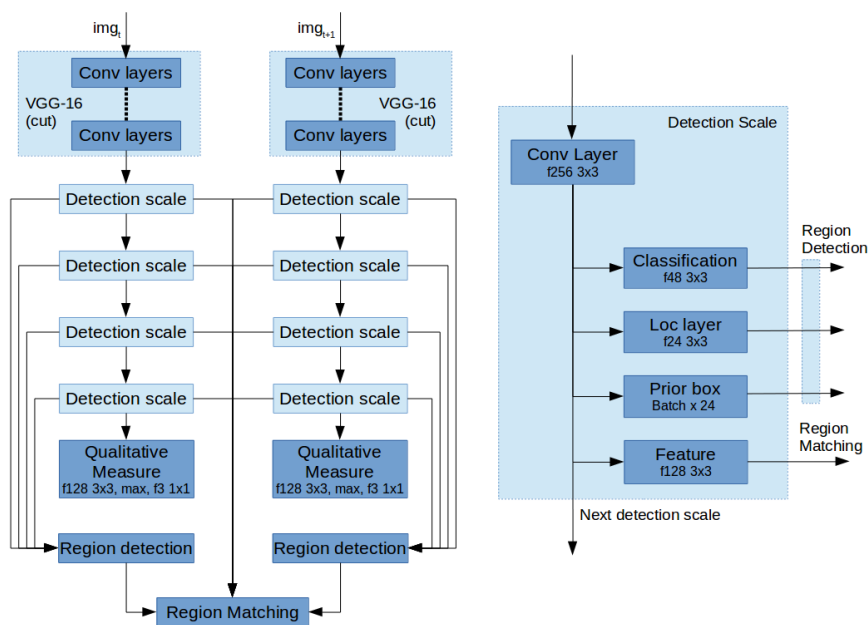 img_t
img_t+1
Conv layers
Conv layers
VGG-16
(cut)
VGG-16
(cut)
Conv layers
Conv layers
Detection scale
Detection scale
Detection scale
Detection scale
Detection scale
Detection scale
Detection scale
Detection scale
Qualitative
Measure
f128 3x3, max, f3 1x1
Qualitative
Measure
f128 3x3, max, f3 1x1
Region detection
Region detection
Region Matching
Detection Scale
Conv Layer
f256 3x3
Region
Detection
Classification
f48 3x3
Loc layer
f24 3x3
Prior box
Batch x 24
Region
Matching
Feature
f128 3x3
Next detection scale